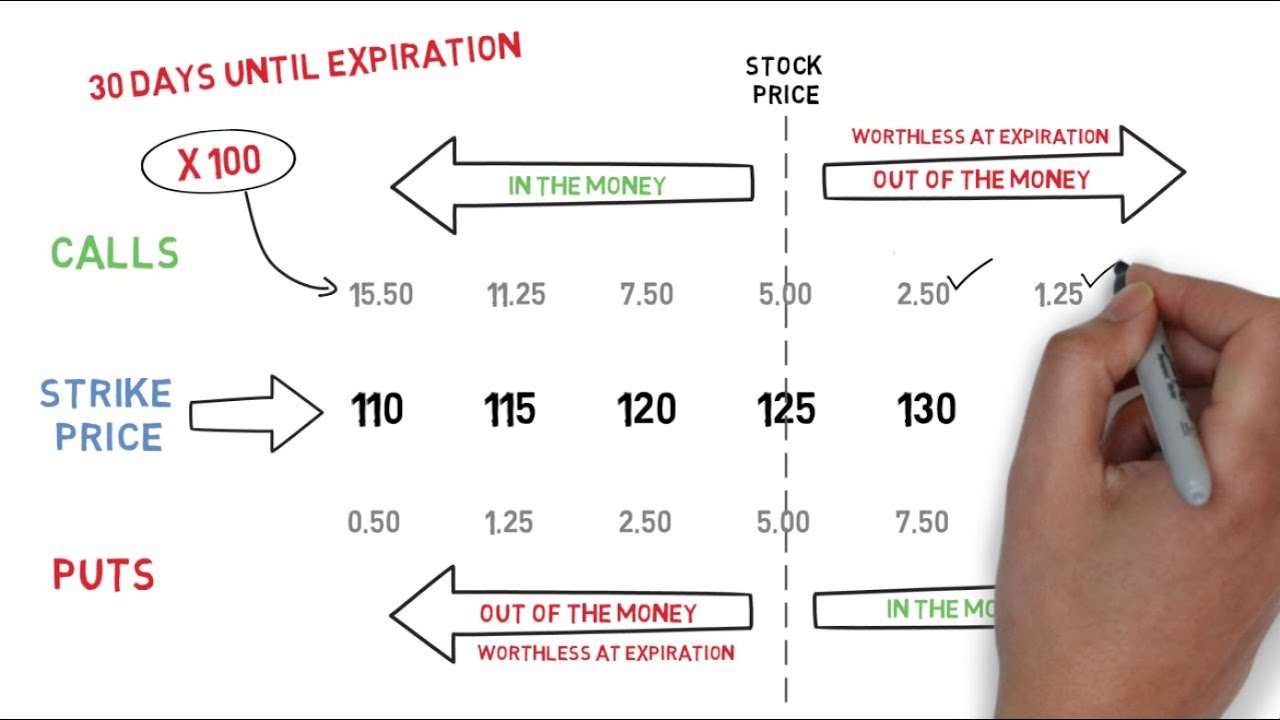 30 DAYS UNTIL EXPIRATION
STOCK
PRICE
X 100
WORTHLESS AT EXPIRATION
IN THE MONEY
OUT OF THE MONEY
CALLS
15.50 11.25 7.50 5.00 2.50 1.25
STRIKE
PRICE
110 115 120 125 130
0.50 1.25 2.50 5.00 7.50
PUTS
OUT OF THE MONEY
IN THE
WORTHLESS AT EXPIRATION